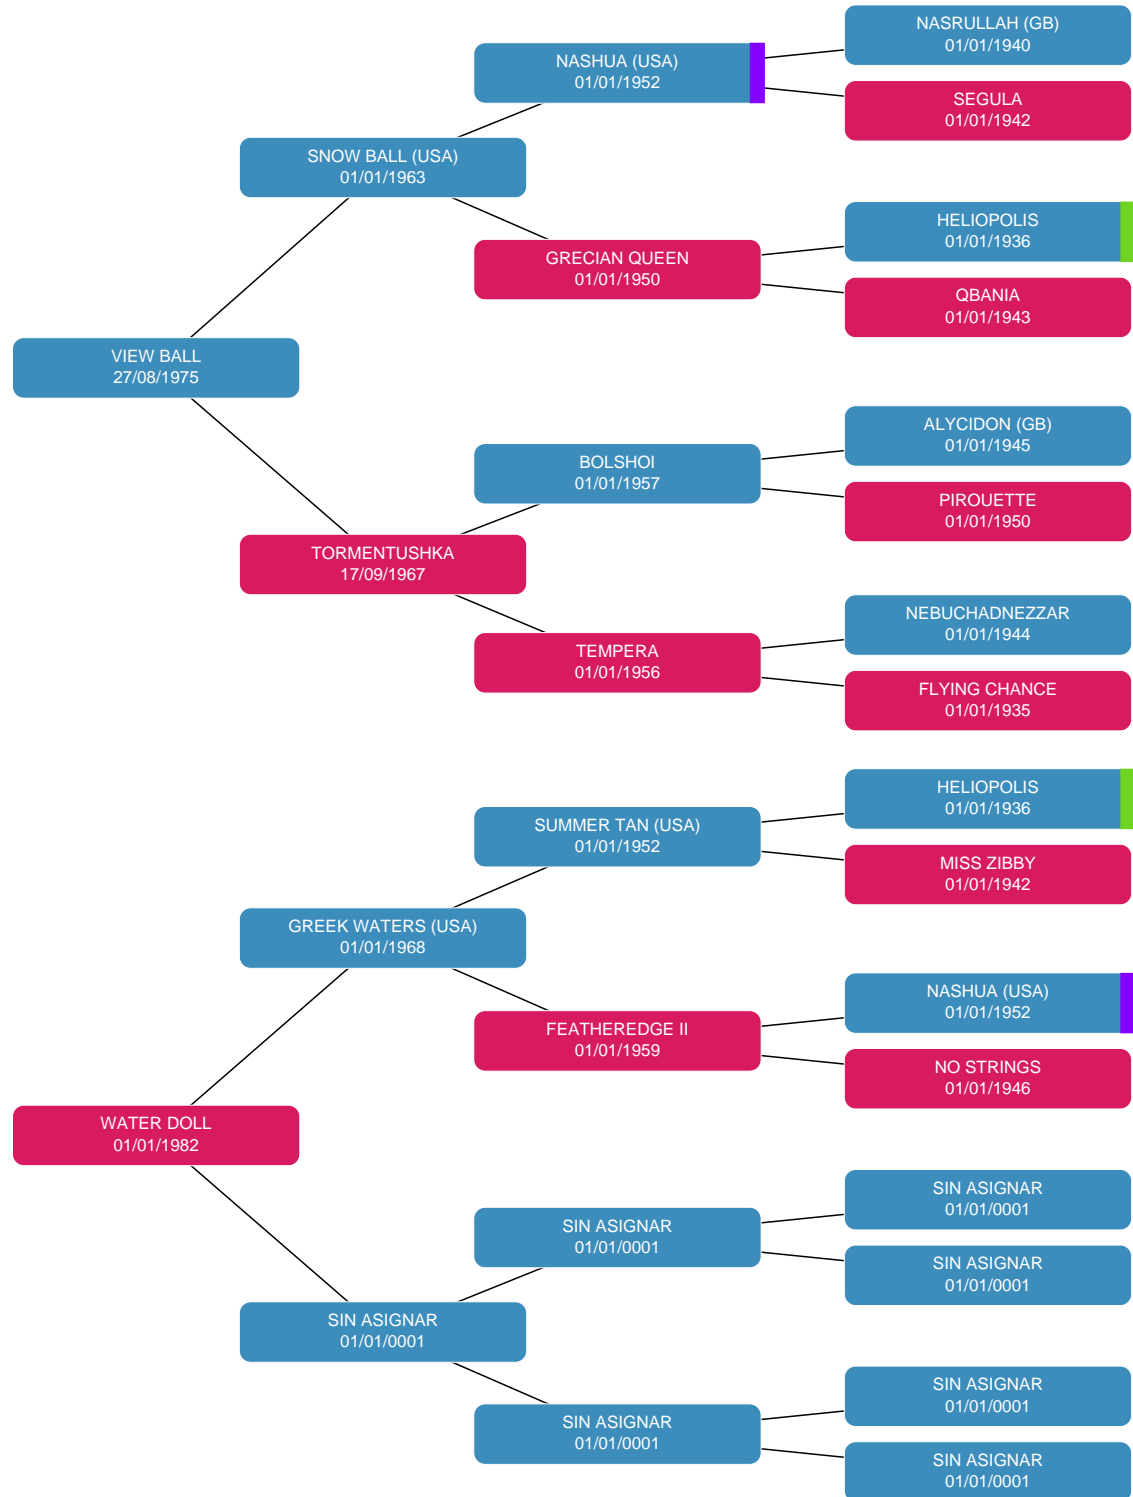 NASRULLAH (GB)
01/01/1940
NASHUA (USA)
01/01/1952
SEGULA
01/01/1942
SNOW BALL (USA)
01/01/1963
HELIOPOLIS
01/01/1936
GRECIAN QUEEN
01/01/1950
QBANIA
01/01/1943
VIEW BALL
27/08/1975
ALYCIDON (GB)
01/01/1945
BOLSHOI
01/01/1957
PIROUETTE
01/01/1950
TORMENTUSHKA
17/09/1967
NEBUCHADNEZZAR
01/01/1944
TEMPERA
01/01/1956
FLYING CHANCE
01/01/1935
HELIOPOLIS
01/01/1936
SUMMER TAN (USA)
01/01/1952
MISS ZIBBY
01/01/1942
GREEK WATERS (USA)
01/01/1968
NASHUA (USA)
01/01/1952
FEATHEREDGE II
01/01/1959
NO STRINGS
01/01/1946
WATER DOLL
01/01/1982
SIN ASIGNAR
01/01/0001
SIN ASIGNAR
01/01/0001
SIN ASIGNAR
01/01/0001
SIN ASIGNAR
01/01/0001
SIN ASIGNAR
01/01/0001
SIN ASIGNAR
01/01/0001
SIN ASIGNAR
01/01/0001